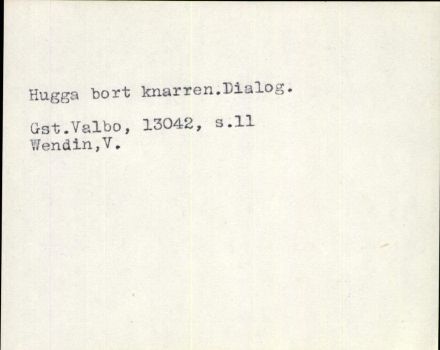 Hugga bort knarren.Dialog.
Gst.Valbo, 13042, s.11
Wendin,V.